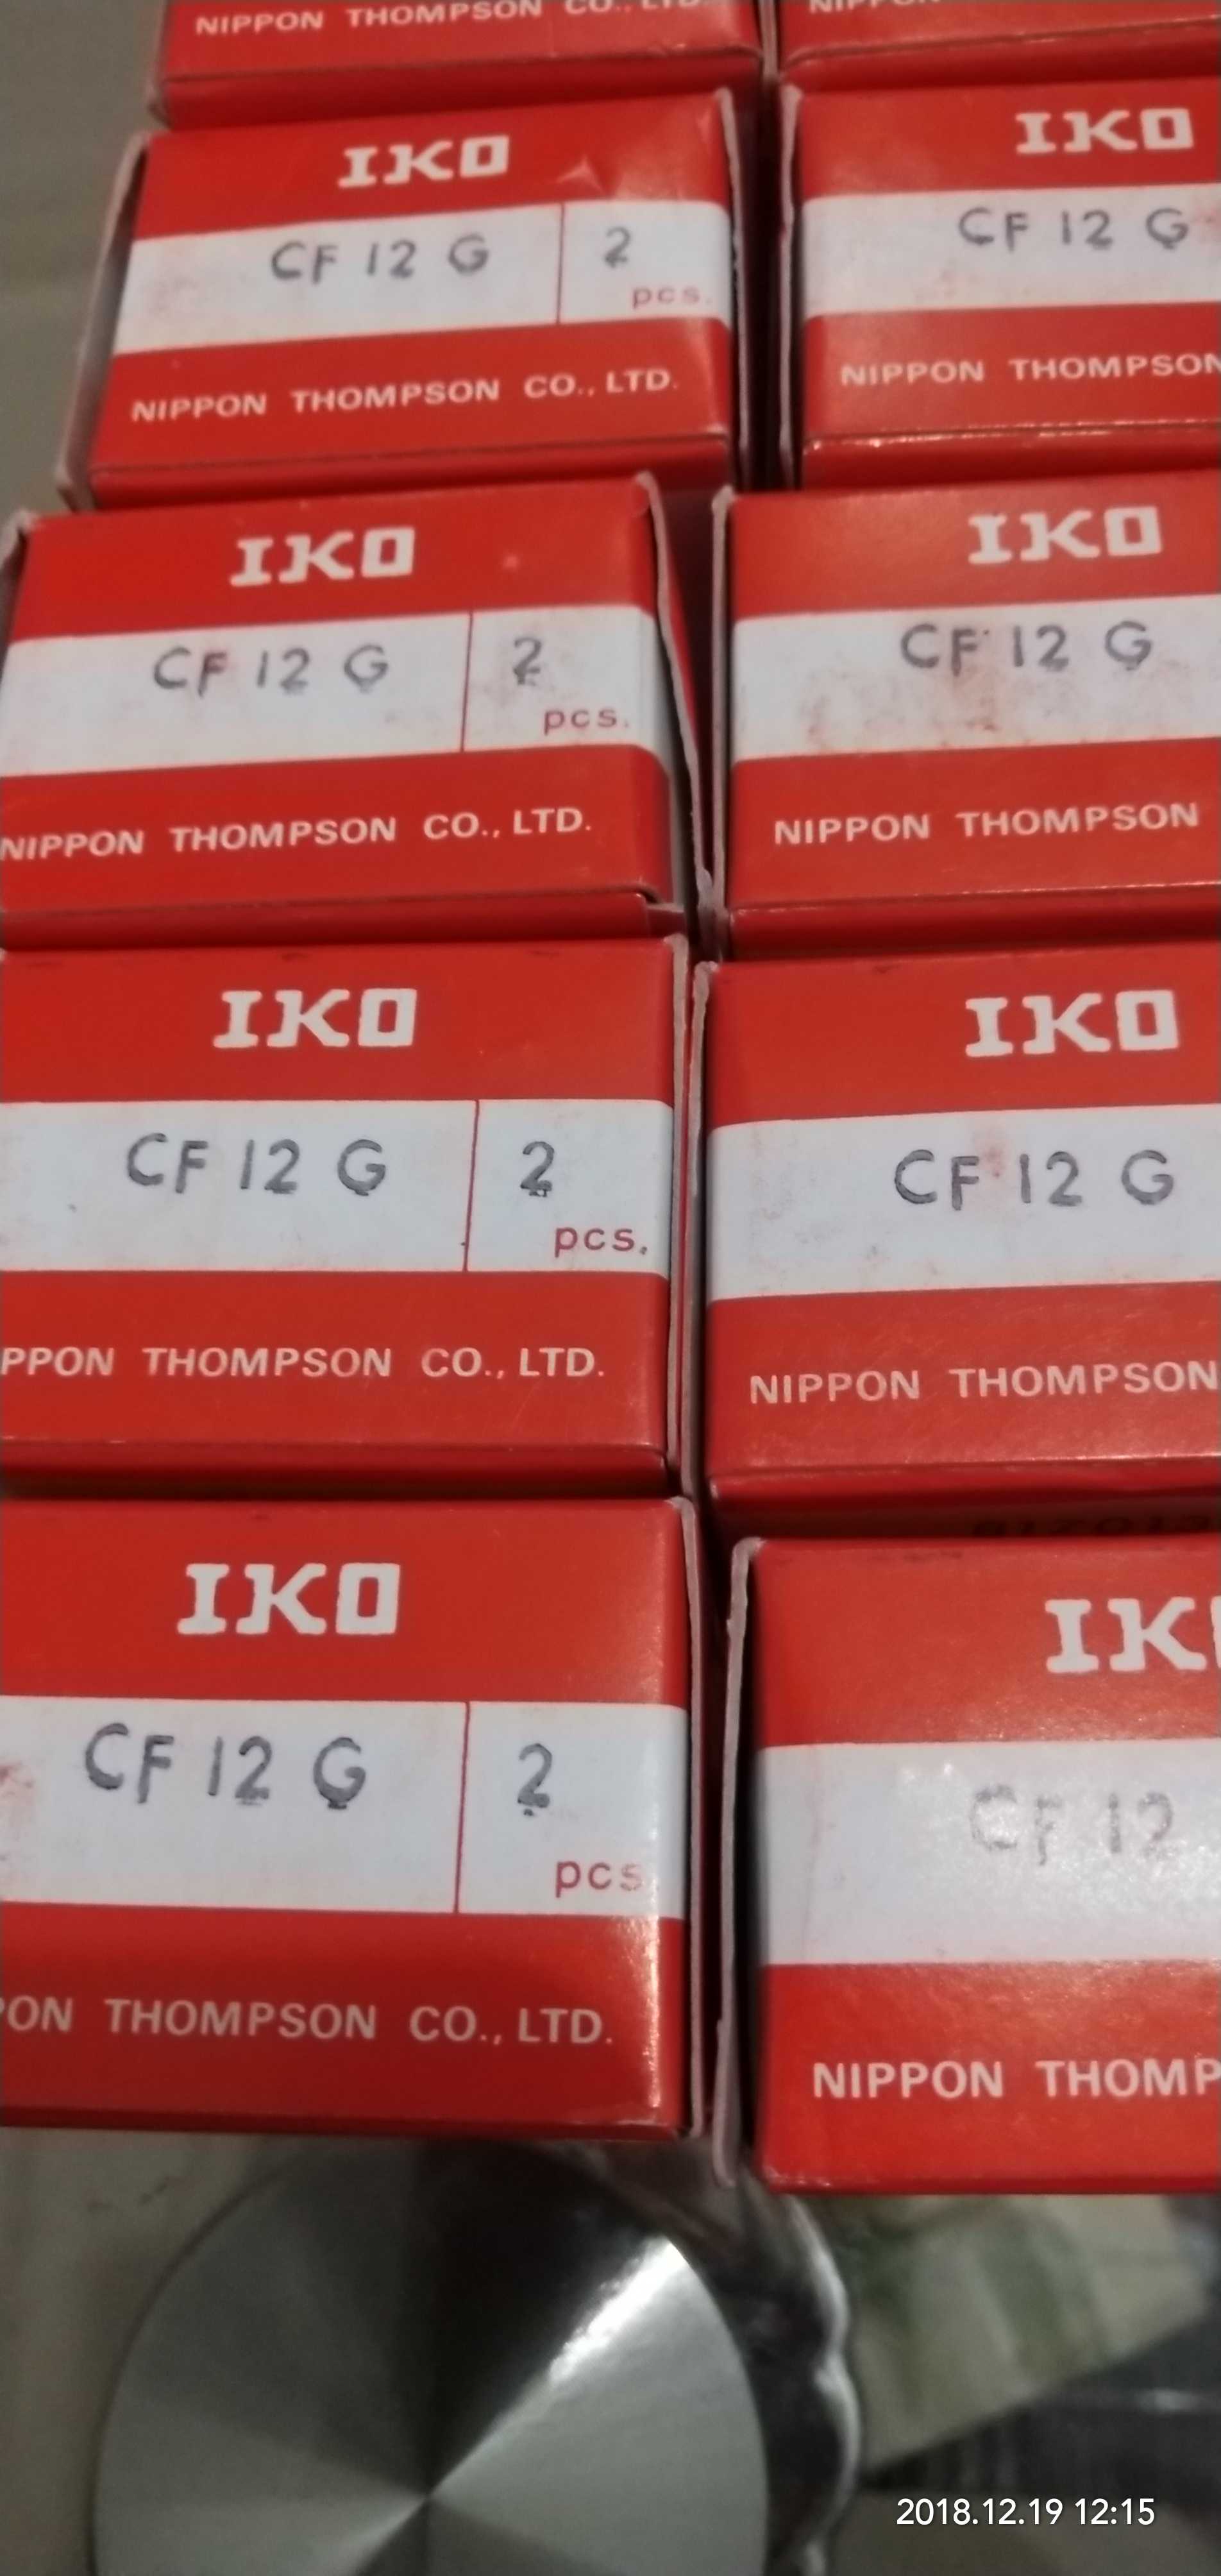 NIPPON THOMPSON CO., LTD.
NIPPON
IKO
CF 12 G 2
pcs.
NIPPON THOMPSON CO., LTD.
IKO
CF 12 G
NIPPON THOMPSON
IKO
CF 12 G 2
pcs.
NIPPON THOMPSON CO., LTD.
IKO
CF 12 G
NIPPON THOMPSON
IKO
CF 12 G 2
pcs.
PPON THOMPSON CO., LTD.
IKO
CF 12 G
NIPPON THOMPSON
IKO
CF 12 G 2
pcs
PON THOMPSON CO., LTD.
IK
CF 12
NIPPON THOMP
2018.12.19 12:15